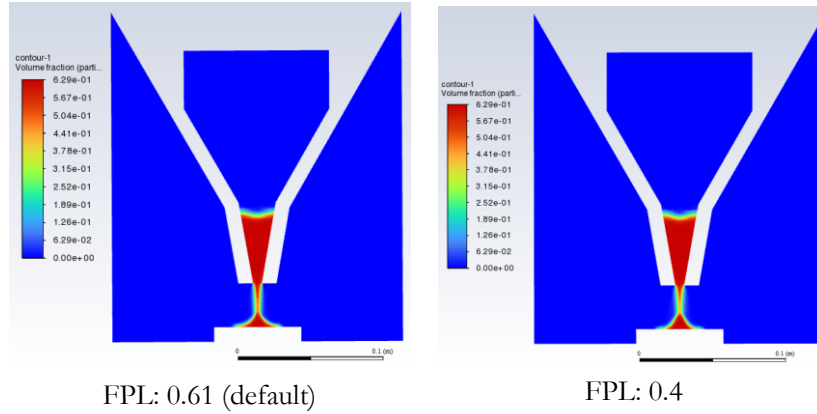 contour-1
Volume fraction (parti...
6.29e-01
5.67e-01
5.04e-01
4.41e-01
3.78e-01
3.15e-01
2.52e-01
1.89e-01
1.26e-01
6.29e-02
0.00e+00
0
0.1 (m)
FPL: 0.61 (default)
contour-1
Volume fraction (parti...
6.29e-01
5.67e-01
5.04e-01
4.41e-01
3.78e-01
3.15e-01
2.52e-01
1.89e-01
1.26e-01
6.29e-02
0.00e+00
0
0.1 (m)
FPL: 0.4